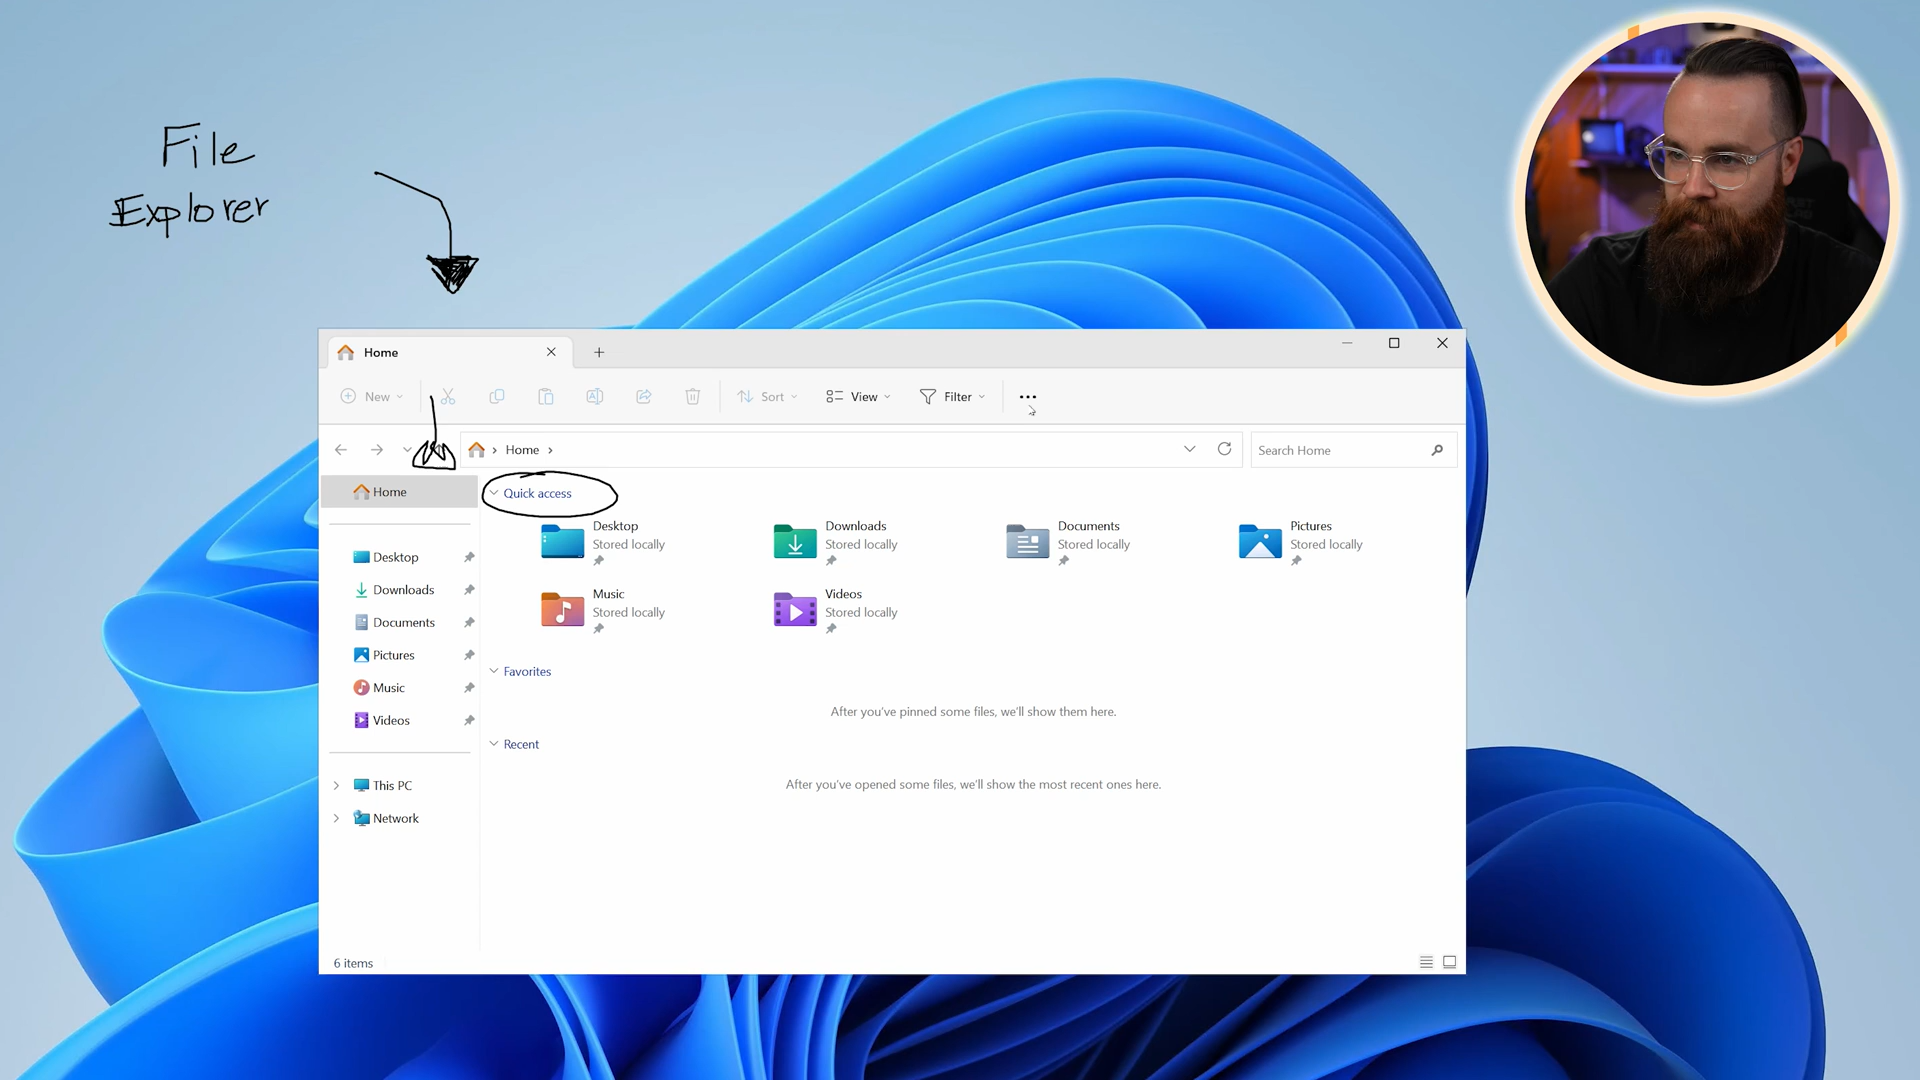 File
Explorer
Home
New
Sort
View
Filter
Home
Search Home
Home
Desktop
Downloads
Documents
Pictures
Music
Videos
This PC
Network
Quick access
Desktop
Stored locally
Downloads
Stored locally
Documents
Stored locally
Pictures
Stored locally
Music
Stored locally
Videos
Stored locally
Favorites
After you've pinned some files, we'll show them here.
Recent
After you've opened some files, we'll show the most recent ones here.
6 items